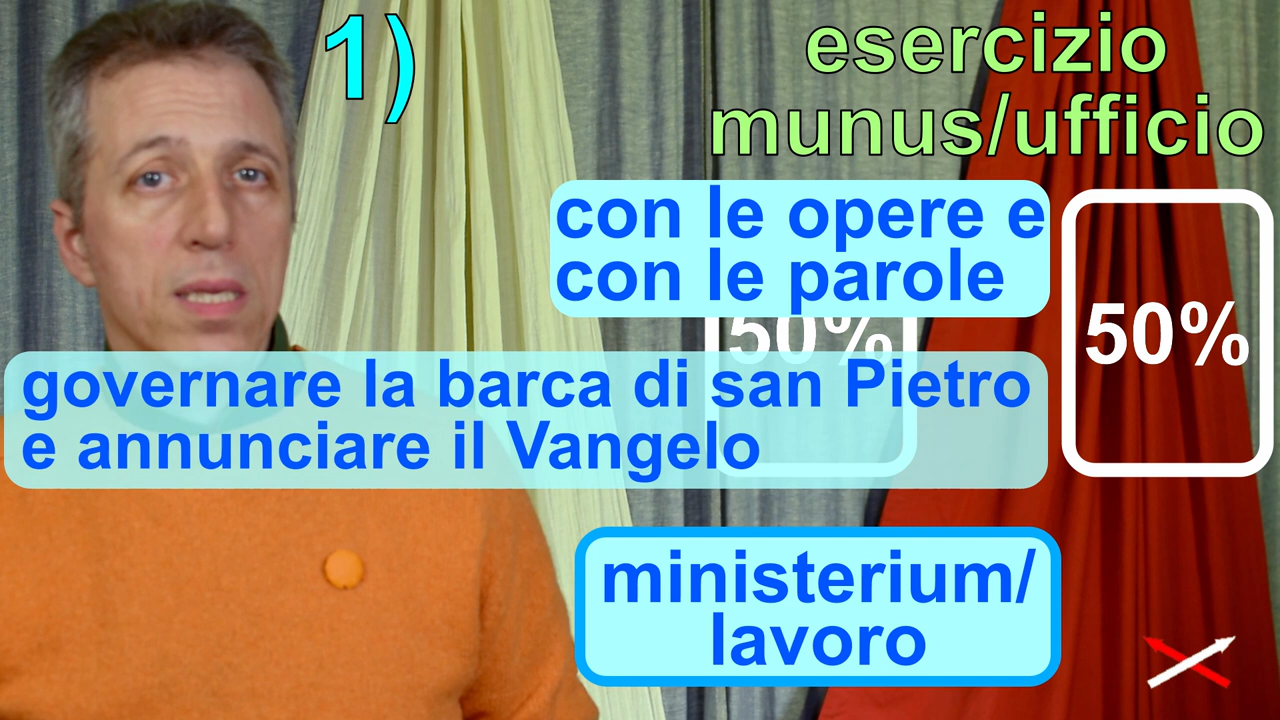 1)
esercizio
munus/ufficio
con le opere e
con le parole
50%
50%
governare la barca di san Pietro
e annunciare il Vangelo
ministerium/
lavoro